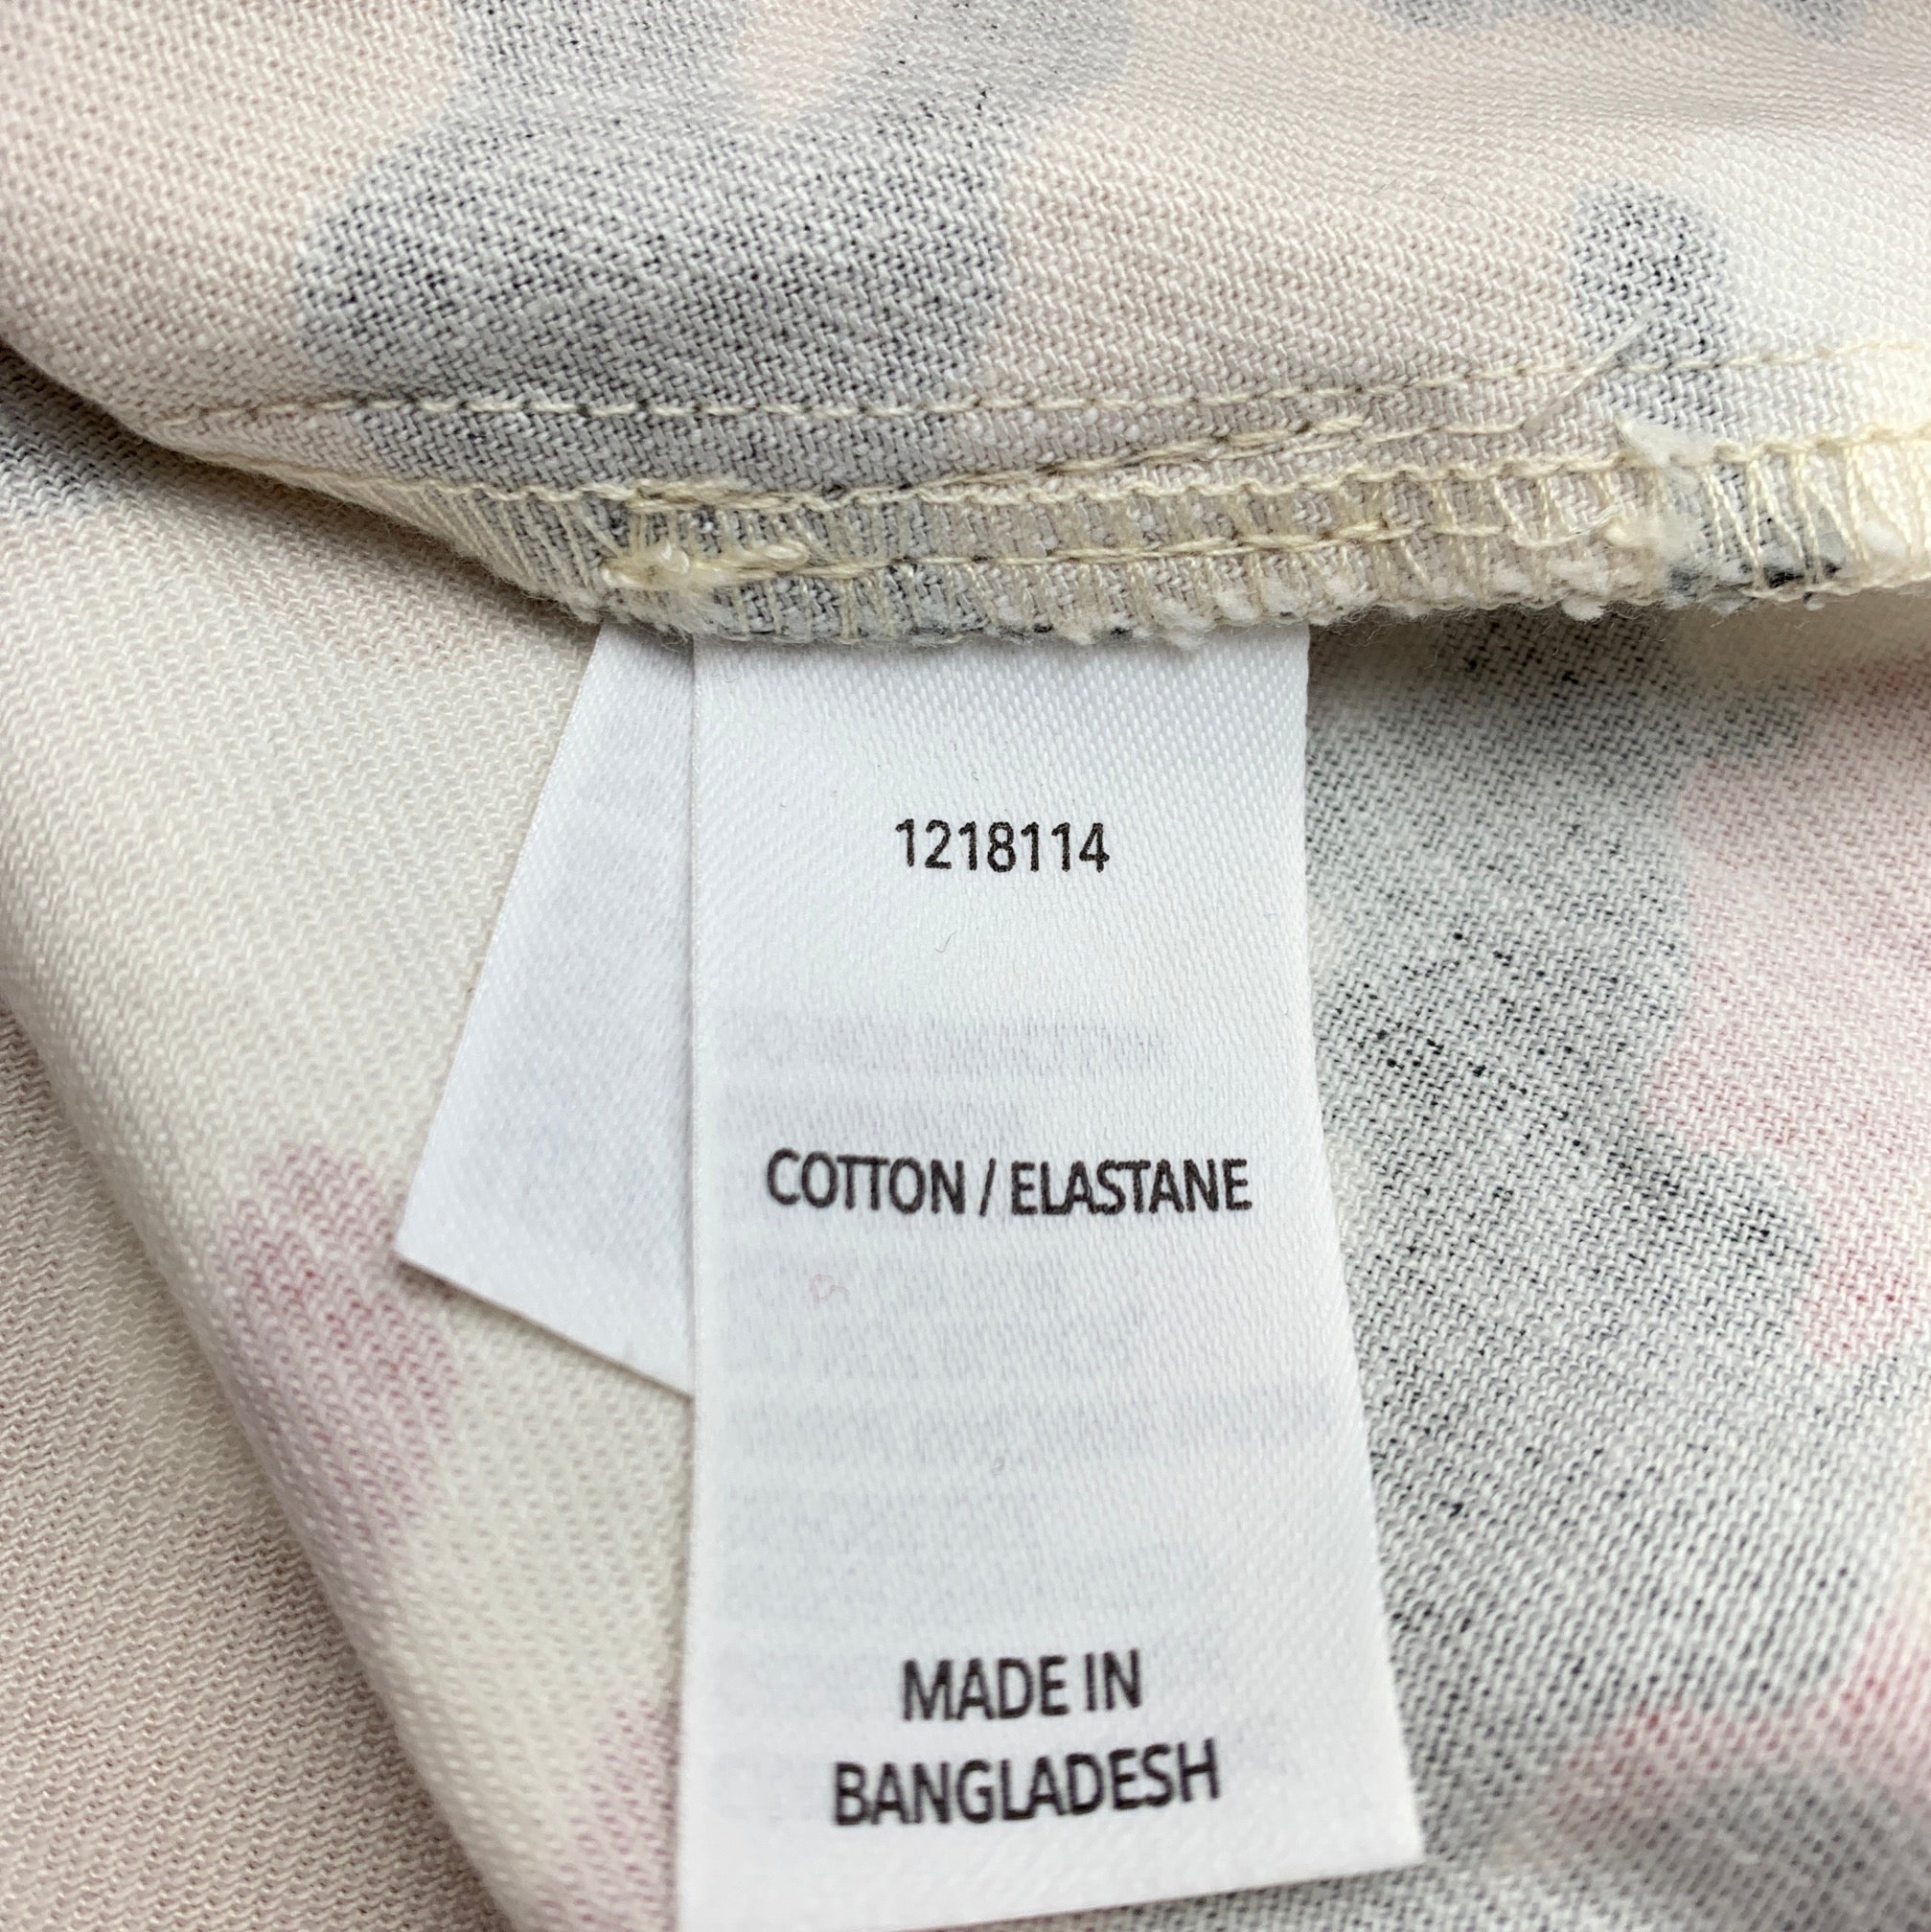 1218114
COTTON / ELASTANE
MADE IN
BANGLADESH